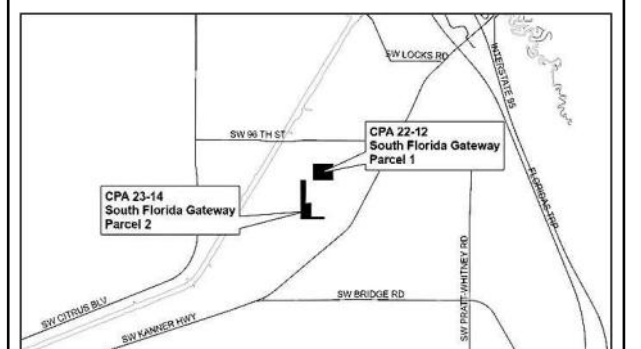 SW LOCKS RD
INTERSTATE 95
SW 96 TH ST
CPA 22-12
South Florida Gateway
Parcel 1
FLORIDAS TRP
CPA 23-14
South Florida Gateway
Parcel 2
SW PRATT-WHITNEY RD
SW BRIDGE RD
SW CITRUS BLV
SW KANNER HWY